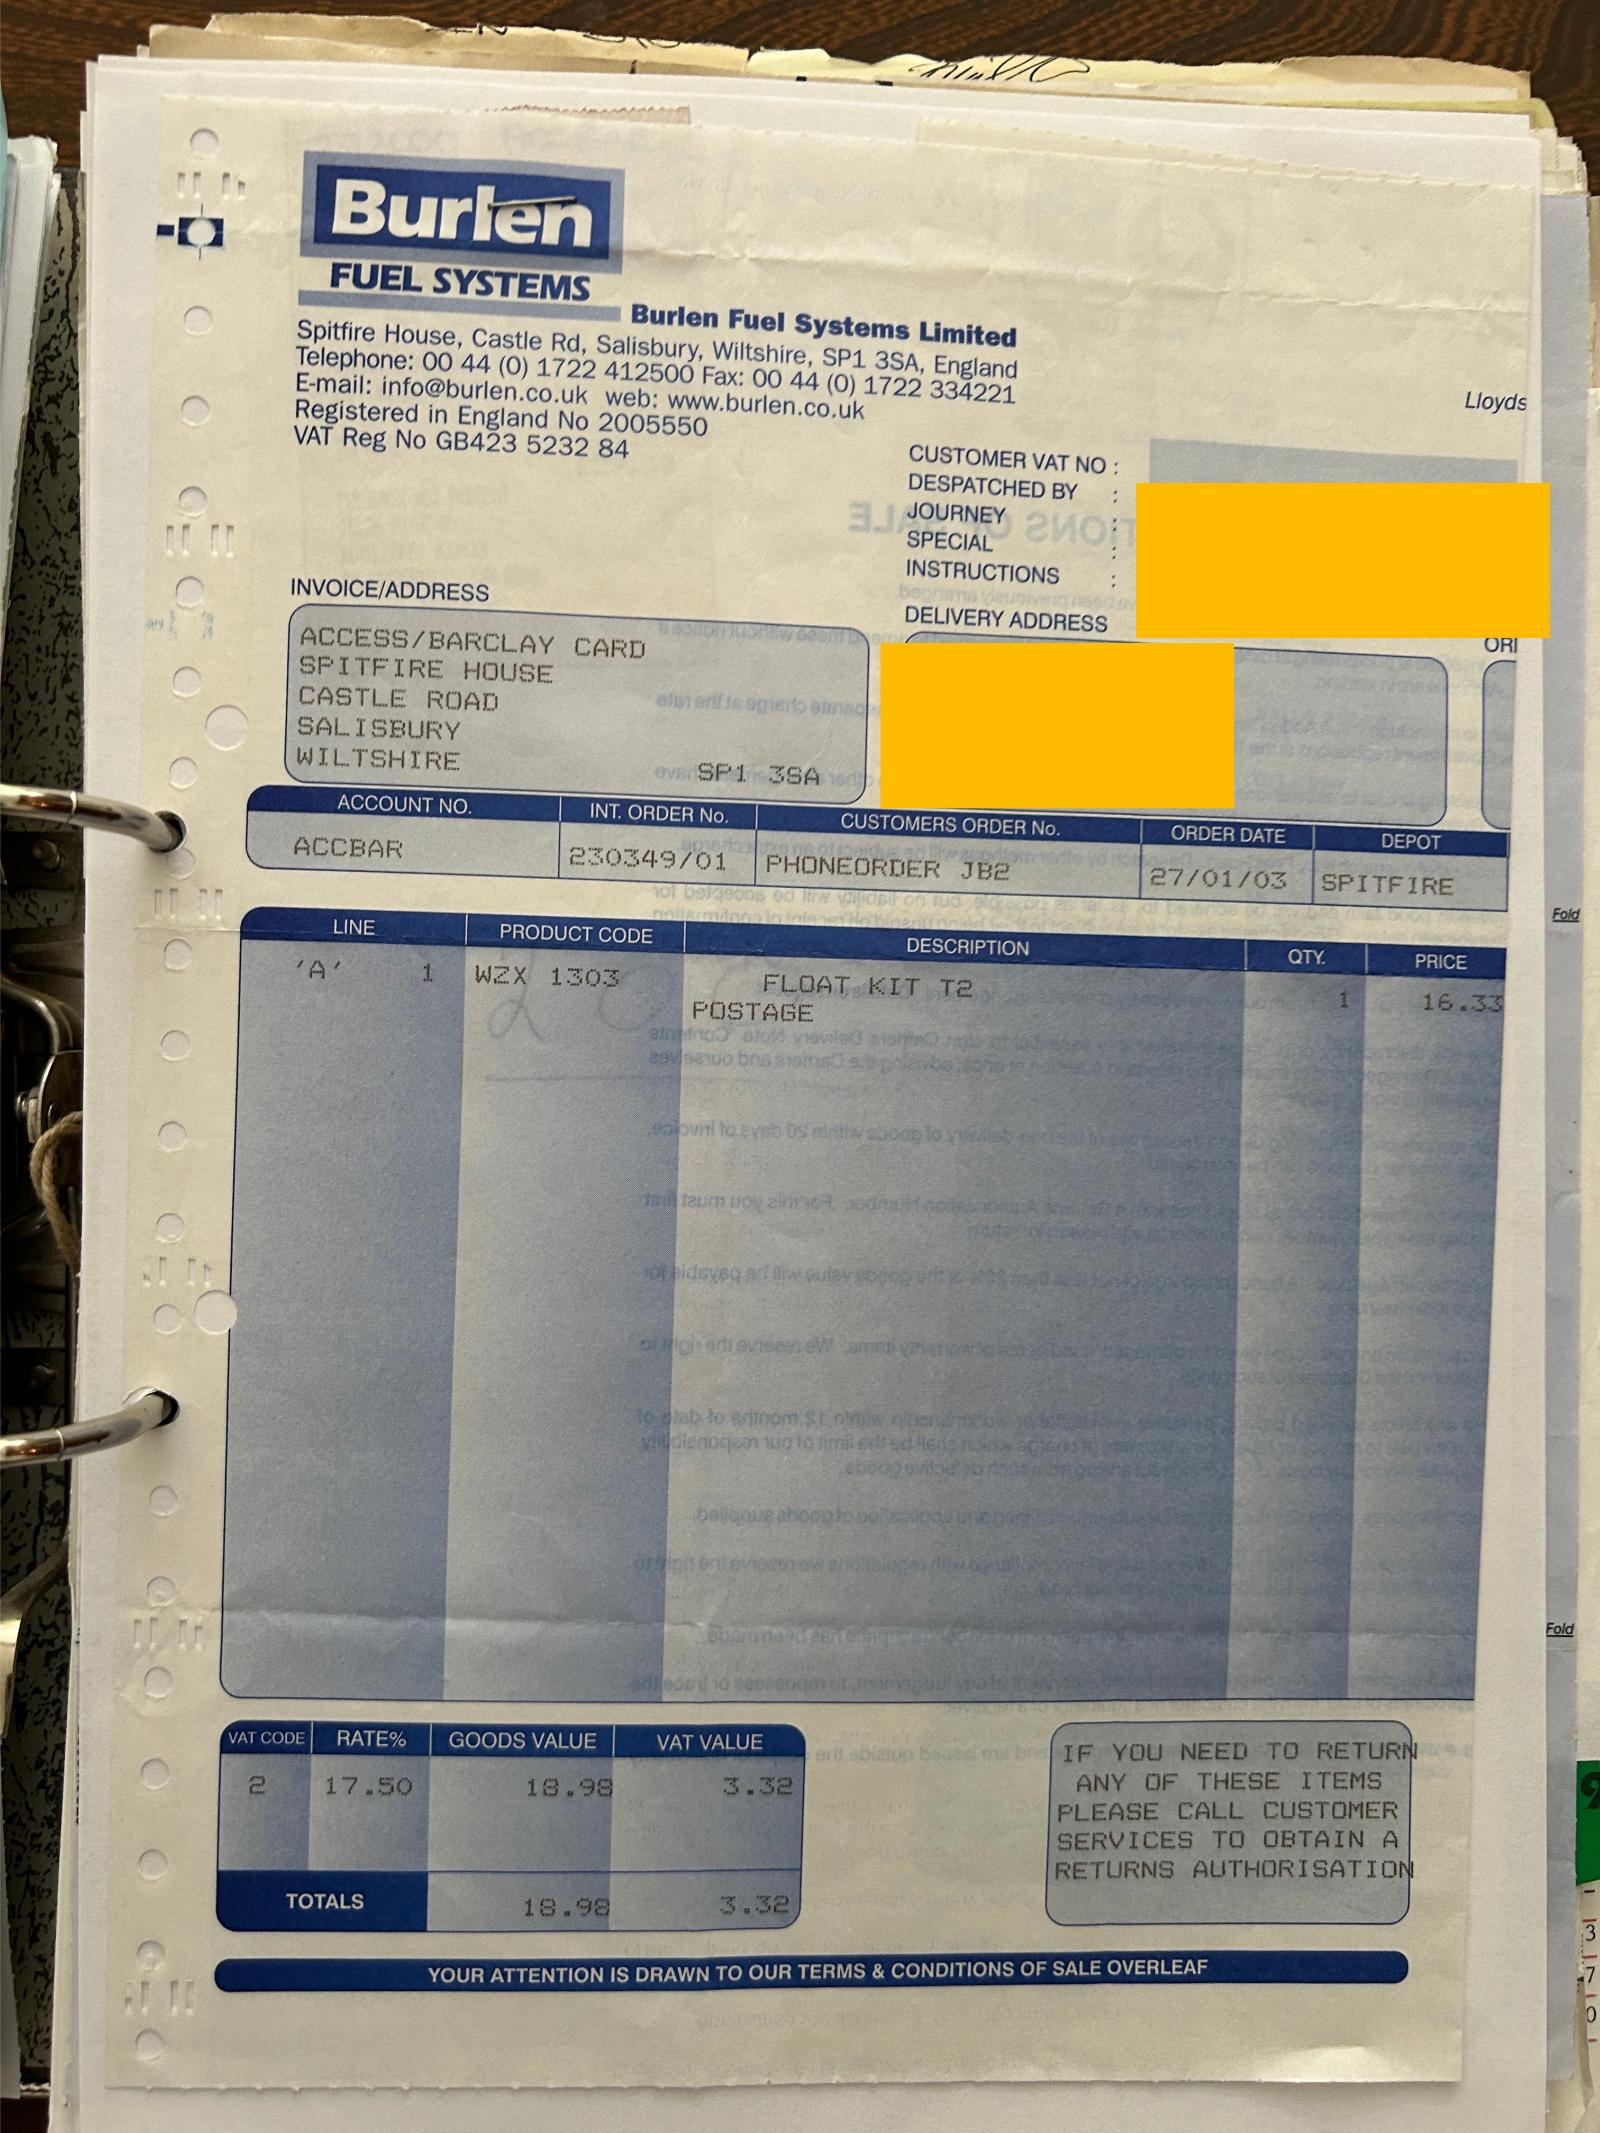 Burlen
FUEL SYSTEMS
Burlen Fuel Systems Limited
Spitfire House, Castle Rd, Salisbury, Wiltshire, SP1 3SA, England
Telephone: 00 44 (0) 1722 412500 Fax: 00 44 (0) 1722 334221
E-mail: info@burlen.co.uk web: www.burlen.co.uk
Registered in England No 2005550
VAT Reg No GB423 5232 84
Lloyds
CUSTOMER VAT NO :
DESPATCHED BY :
JOURNEY :
SPECIAL :
INSTRUCTIONS :
INVOICE/ADDRESS
DELIVERY ADDRESS
ORI
ACCESS/BARCLAY CARD
SPITFIRE HOUSE
CASTLE ROAD
SALISBURY
WILTSHIRE SP1 3SA
ACCOUNT NO. INT. ORDER No. CUSTOMERS ORDER No. ORDER DATE DEPOT
ACCBAR 230349/01 PHONEORDER JB2 27/01/03 SPITFIRE
Fold
LINE PRODUCT CODE DESCRIPTION QTY. PRICE
'A' 1 WZX 1303 FLOAT KIT T2 1 16.33
POSTAGE
Fold
VAT CODE RATE% GOODS VALUE VAT VALUE
2 17.50 18.98 3.32
TOTALS 18.98 3.32
IF YOU NEED TO RETURN
ANY OF THESE ITEMS
PLEASE CALL CUSTOMER
SERVICES TO OBTAIN A
RETURNS AUTHORISATION
YOUR ATTENTION IS DRAWN TO OUR TERMS & CONDITIONS OF SALE OVERLEAF